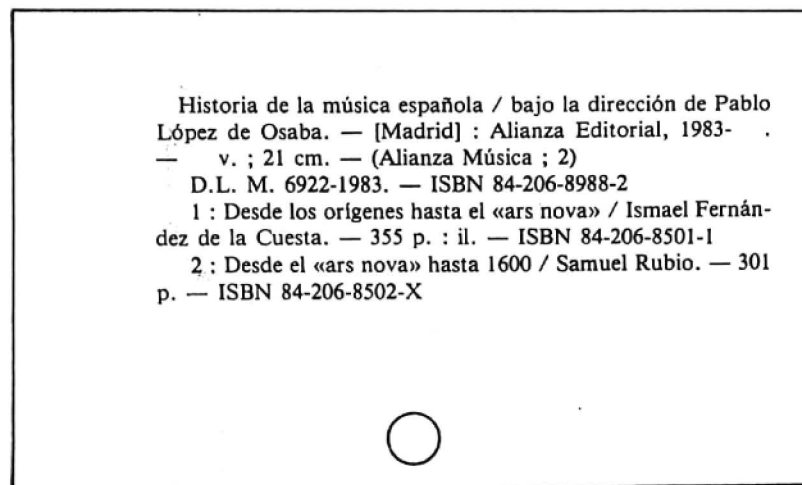 Historia de la música española / bajo la dirección de Pablo
López de Osaba. — [Madrid] : Alianza Editorial, 1983-    .
—    v. ; 21 cm. — (Alianza Música ; 2)
D.L. M. 6922-1983. — ISBN 84-206-8988-2
1 : Desde los orígenes hasta el «ars nova» / Ismael Fernán-
dez de la Cuesta. — 355 p. : il. — ISBN 84-206-8501-1
2 : Desde el «ars nova» hasta 1600 / Samuel Rubio. — 301
p. — ISBN 84-206-8502-X